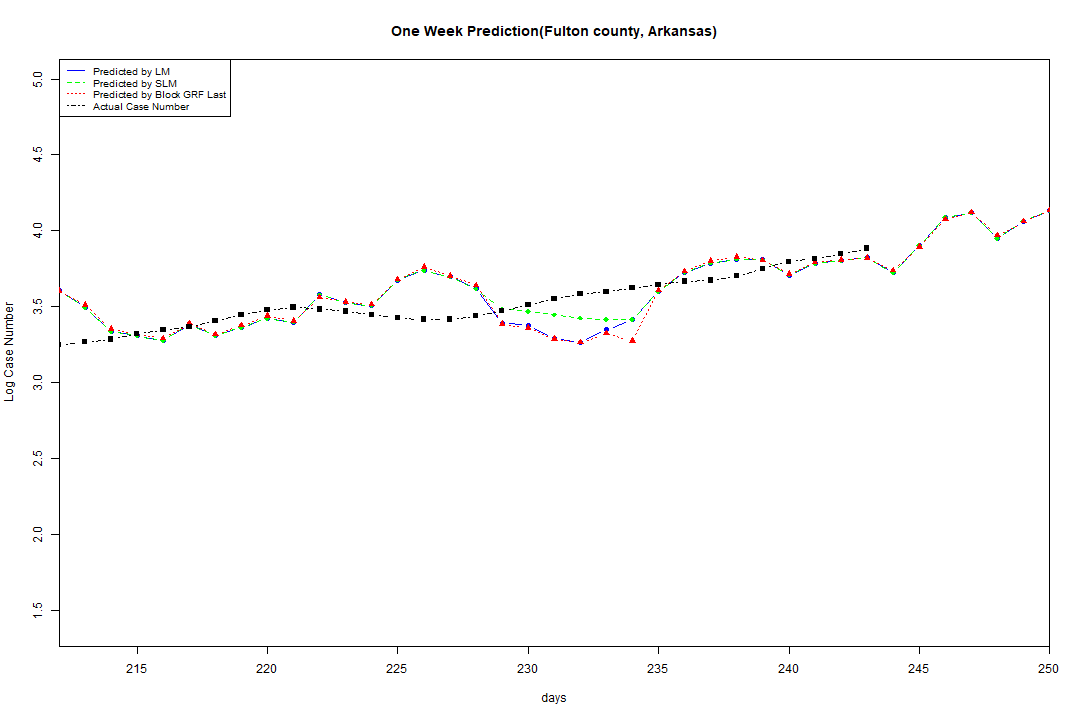 One Week Prediction(Fulton county, Arkansas)
Predicted by LM
Predicted by SLM
Predicted by Block GRF Last
Actual Case Number
Log Case Number
5.0
4.5
4.0
3.5
3.0
2.5
2.0
1.5
215 220 225 230 235 240 245 250
days